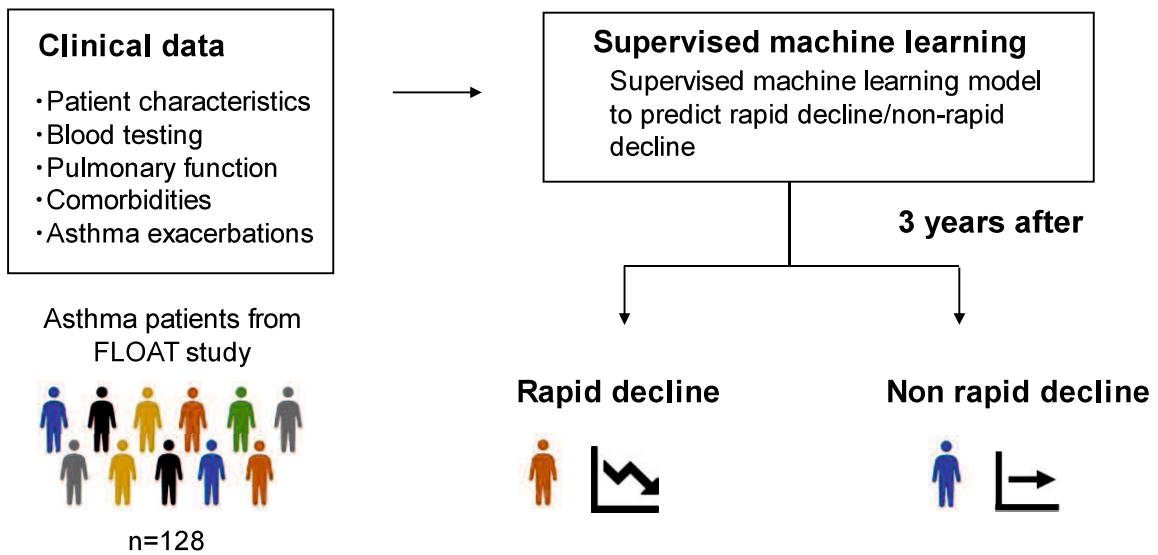 Clinical data
・Patient characteristics
・Blood testing
・Pulmonary function
・Comorbidities
・Asthma exacerbations
Asthma patients from
FLOAT study
n=128
Supervised machine learning
Supervised machine learning model
to predict rapid decline/non-rapid
decline
3 years after
Rapid decline
Non rapid decline